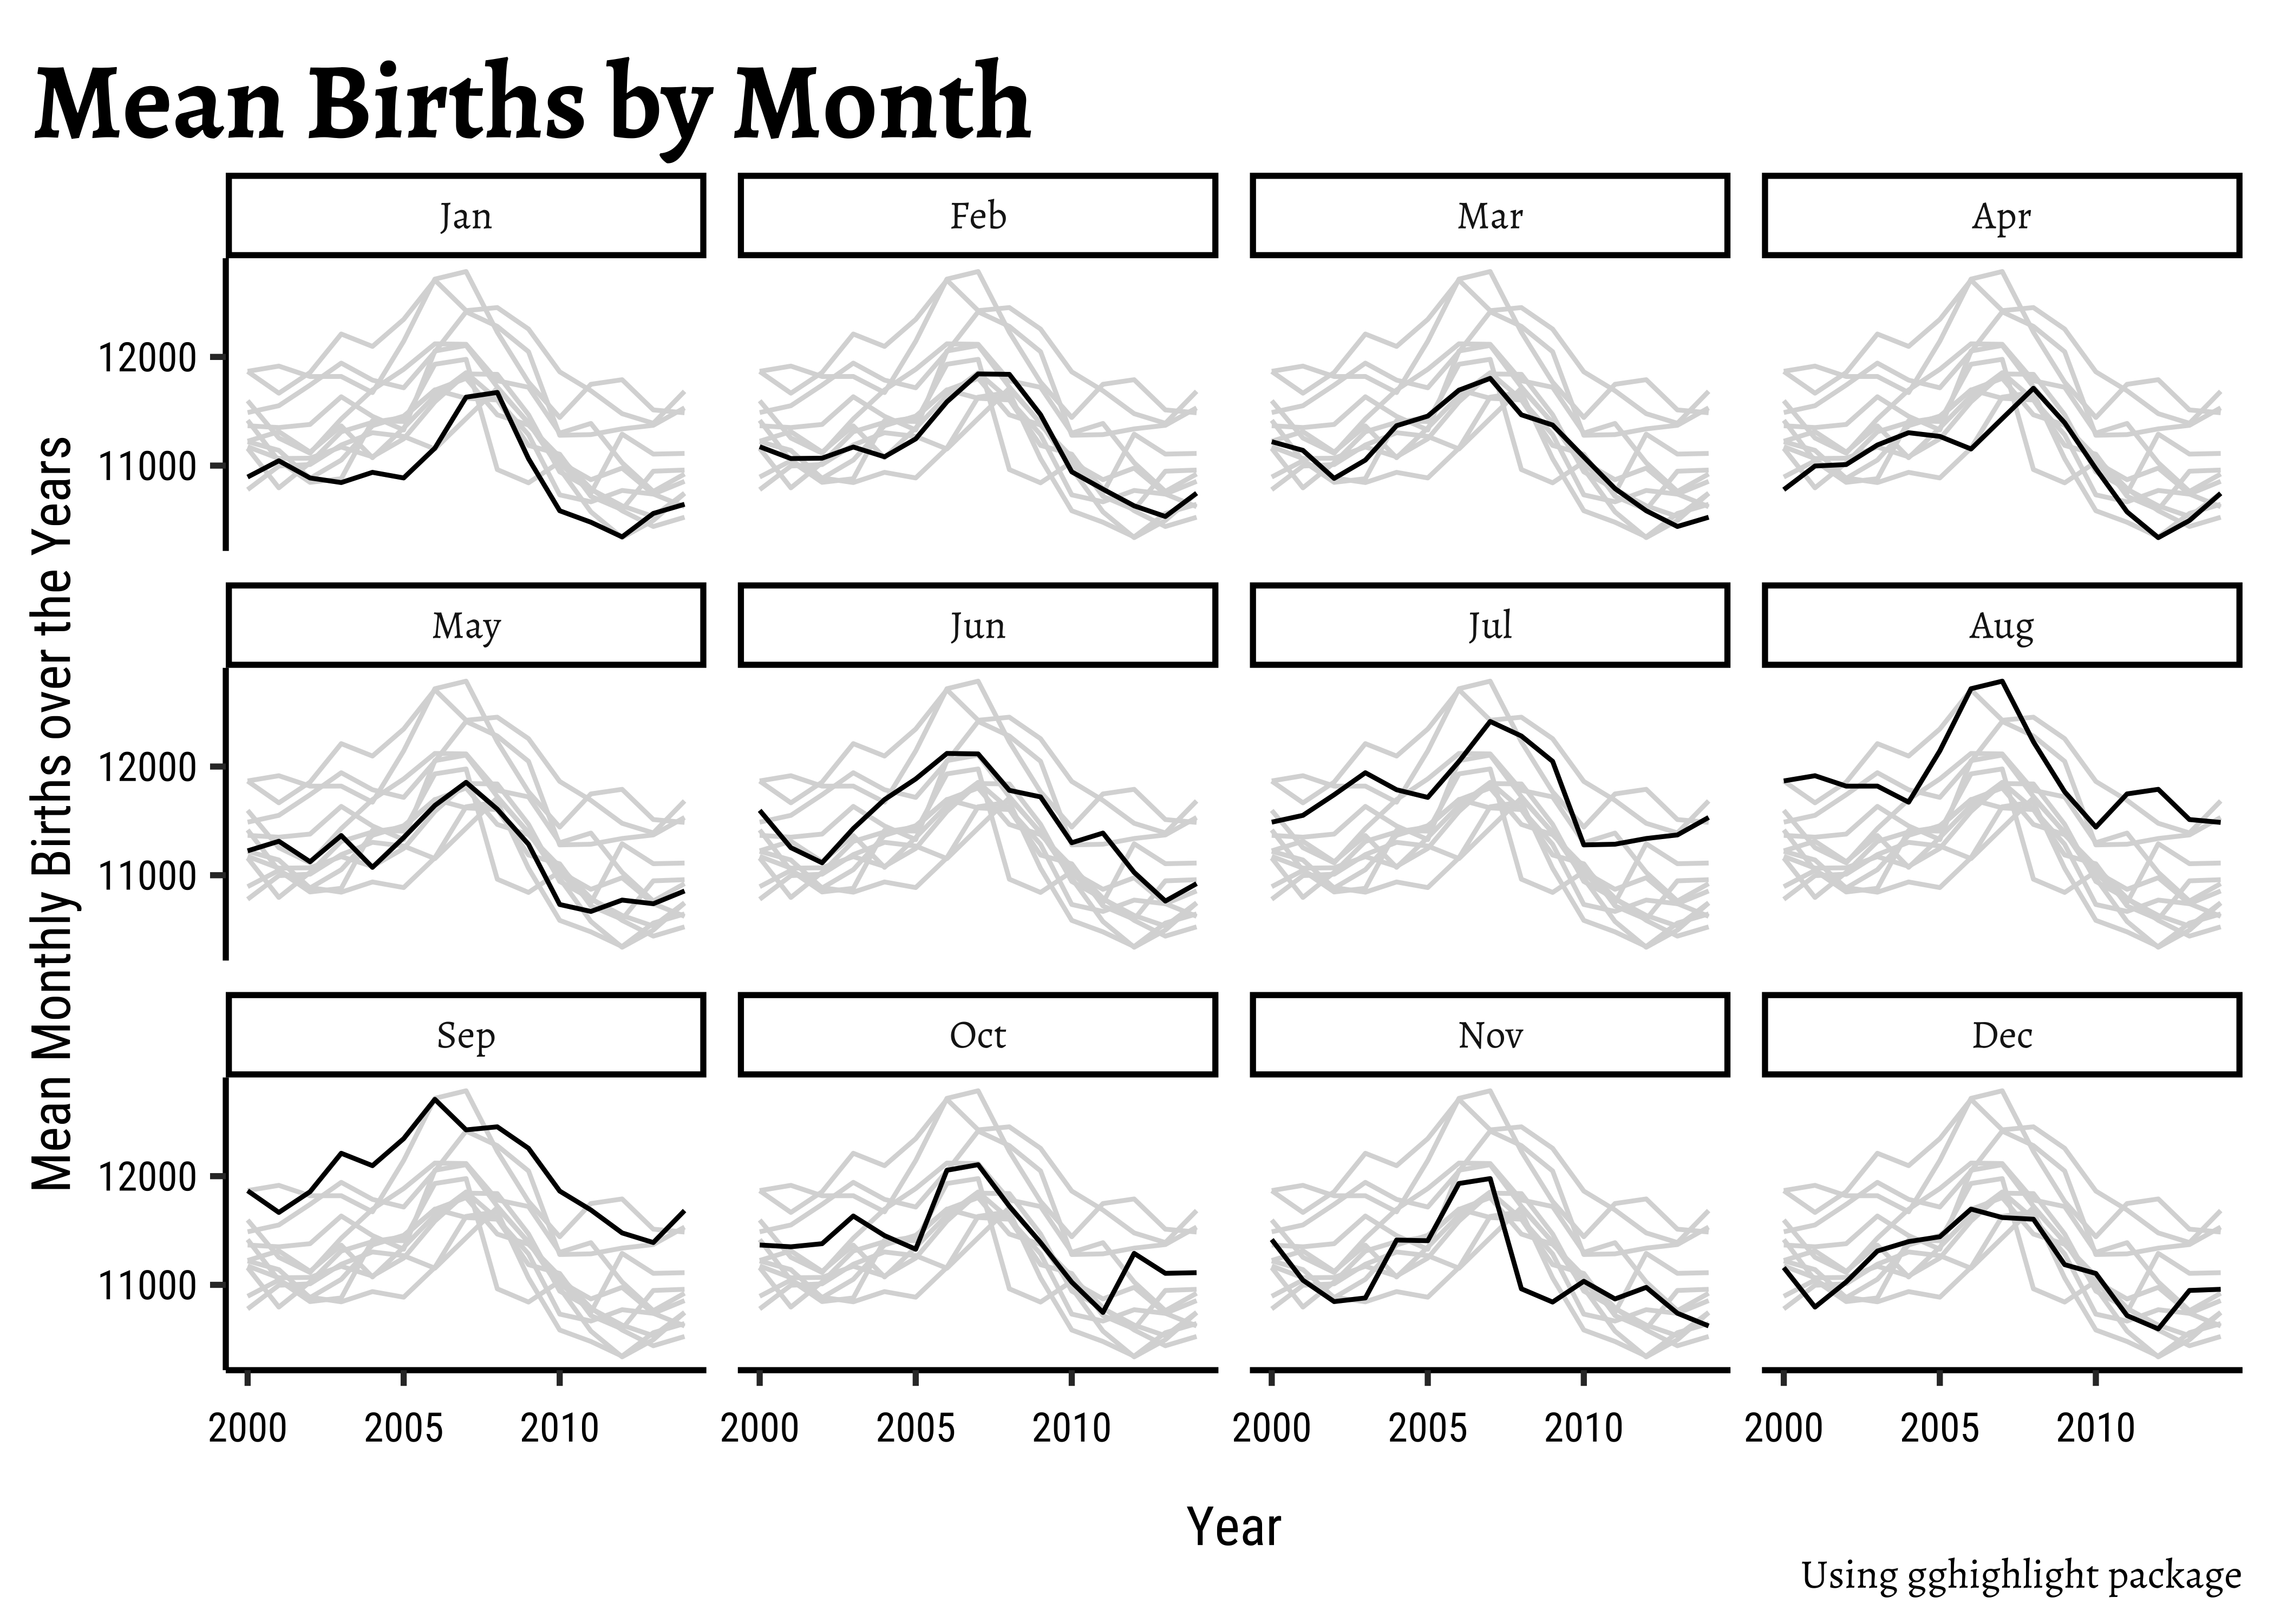 Mean Births by Month
Mean Monthly Births over the Years
Jan Feb Mar Apr
12000
11000
May Jun Jul Aug
12000
11000
Sep Oct Nov Dec
12000
11000
2000 2005 2010 2000 2005 2010 2000 2005 2010 2000 2005 2010
Year
Using gghighlight package